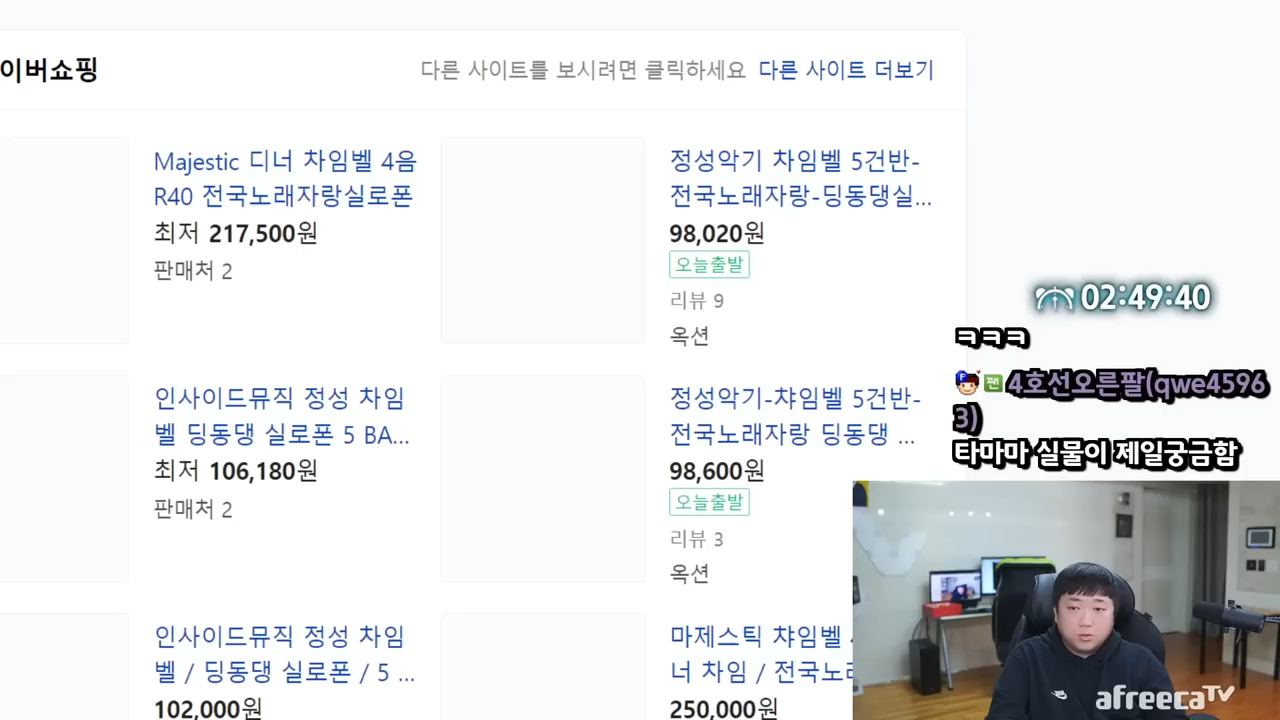 이버쇼핑
다른 사이트를 보시려면 클릭하세요 다른 사이트 더보기
Majestic 디너 차임벨 4음
R40 전국노래자랑실로폰
최저 217,500원
판매처 2
정성악기 차임벨 5건반-
전국노래자랑-딩동댕실...
98,020원
오늘출발
리뷰 9
옥션
인사이드뮤직 정성 차임
벨 딩동댕 실로폰 5 BA...
최저 106,180원
판매처 2
정성악기-챠임벨 5건반-
전국노래자랑 딩동댕 ...
98,600원
오늘출발
리뷰 3
옥션
인사이드뮤직 정성 차임
벨 / 딩동댕 실로폰 / 5 ...
102,000원
마제스틱 챠임벨
너 차임 / 전국노래
250,000원
02:49:40
ㅋㅋㅋ
F 짼 4호선오른팔(qwe4596
3)
타마마 실물이 제일궁금함
afreecaTV